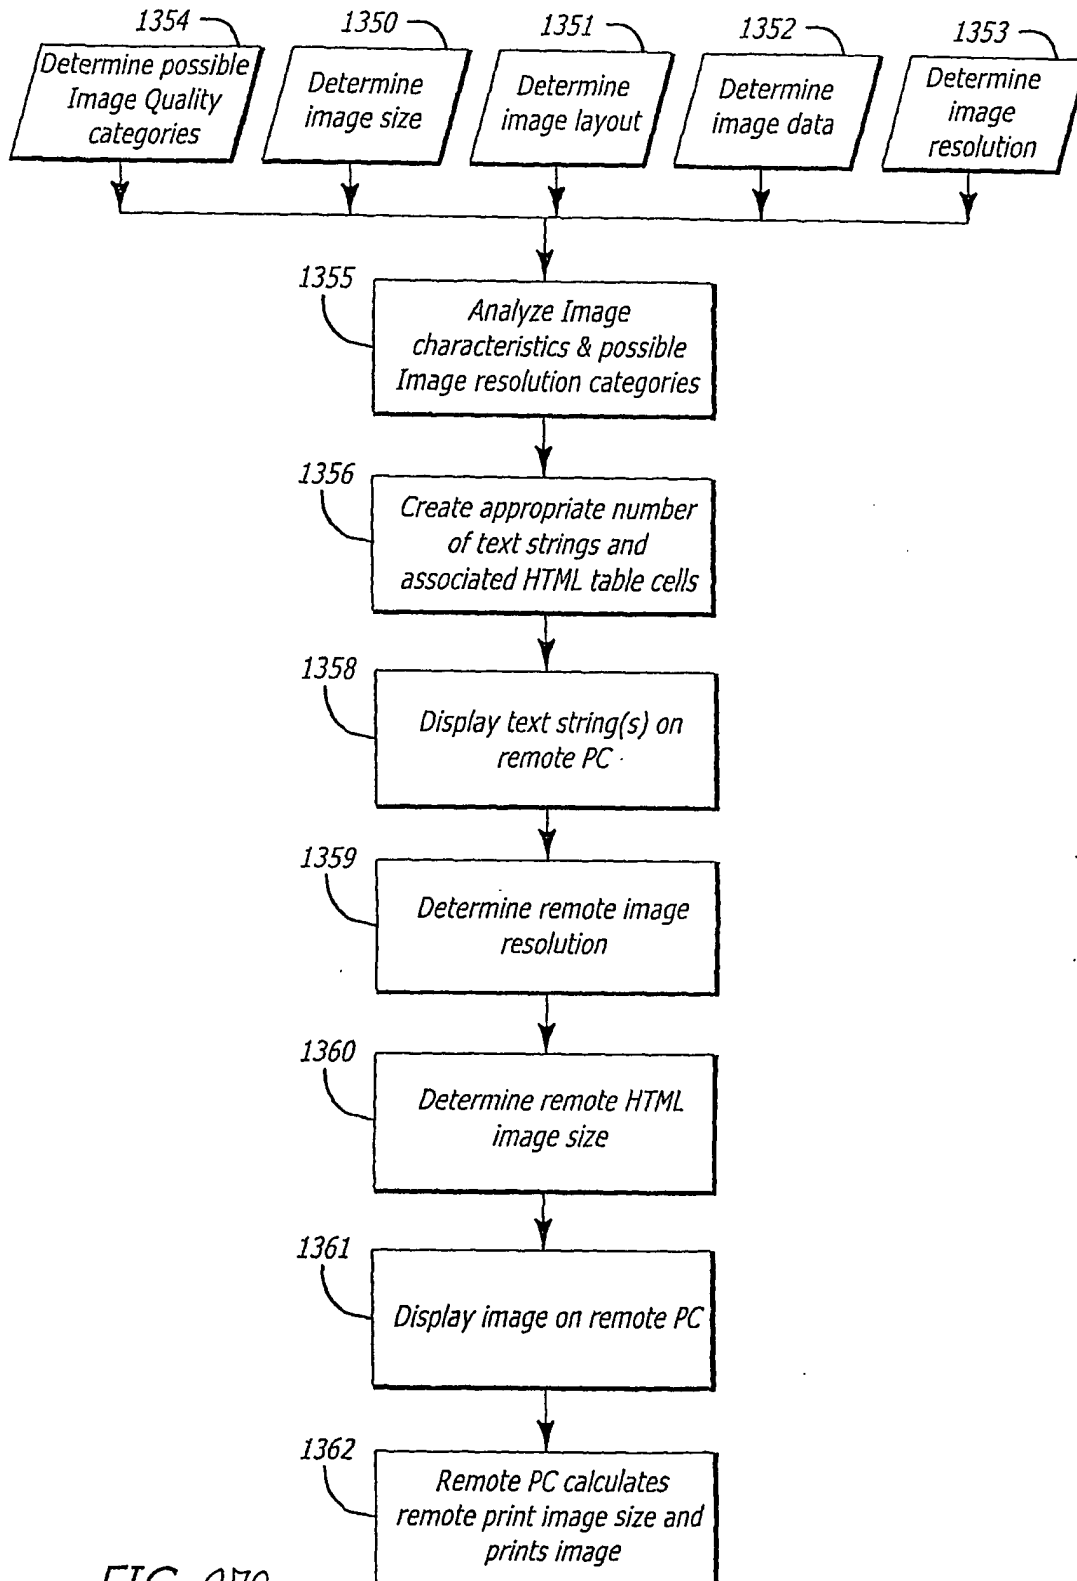 1354
1350
1351
1352
1353
Determine possible
Image Quality
categories
Determine
image size
Determine
image layout
Determine
image data
Determine
image
resolution
1355
Analyze Image
characteristics & possible
Image resolution categories
1356
Create appropriate number
of text strings and
associated HTML table cells
1358
Display text string(s) on
remote PC
1359
Determine remote image
resolution
1360
Determine remote HTML
image size
1361
Display image on remote PC
1362
Remote PC calculates
remote print image size and
prints image
FIG.